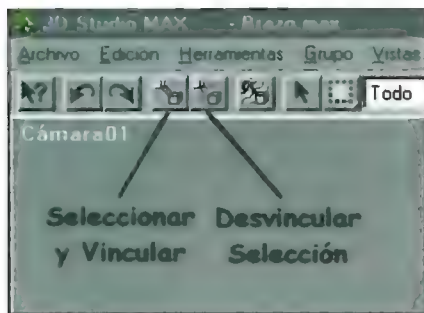 3D Studio MAX - Brazo.max
Archivo Edición Herramientas Grupo Vistas
Todo
Cámara01
Seleccionar y Vincular
Desvincular Selección